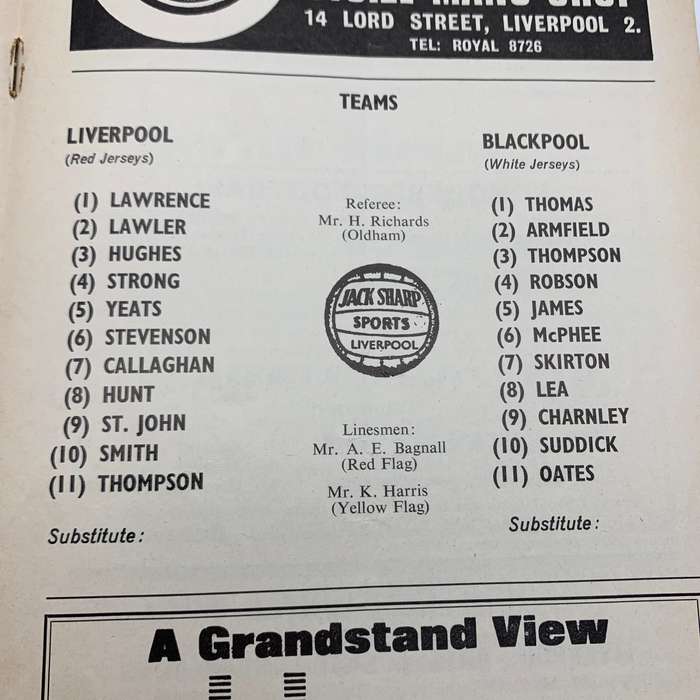 14 LORD STREET, LIVERPOOL 2.
TEL: ROYAL 8726
TEAMS
LIVERPOOL
(Red Jerseys)
(1) LAWRENCE
(2) LAWLER
(3) HUGHES
(4) STRONG
(5) YEATS
(6) STEVENSON
(7) CALLAGHAN
(8) HUNT
(9) ST. JOHN
(10) SMITH
(11) THOMPSON
Substitute:
Referee:
Mr. H. Richards
(Oldham)
JACK SHARP
SPORTS
LIVERPOOL
Linesmen:
Mr. A. E. Bagnall
(Red Flag)
Mr. K. Harris
(Yellow Flag)
BLACKPOOL
(White Jerseys)
(1) THOMAS
(2) ARMFIELD
(3) THOMPSON
(4) ROBSON
(5) JAMES
(6) McPHEE
(7) SKIRTON
(8) LEA
(9) CHARNLEY
(10) SUDDICK
(11) OATES
Substitute:
A Grandstand View